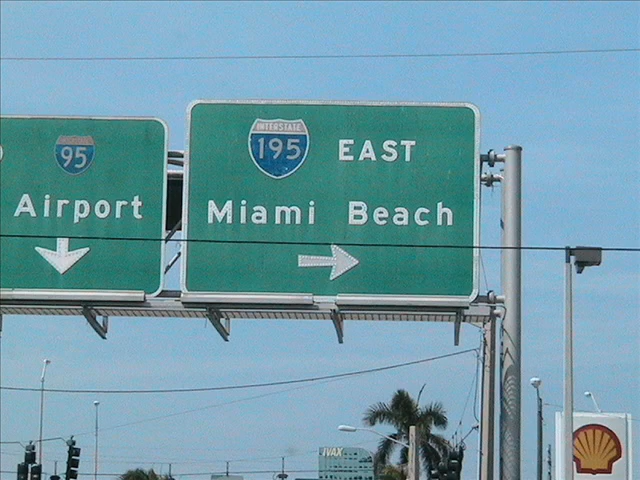 95
Airport
INTERSTATE
195 EAST
Miami Beach
IVAX